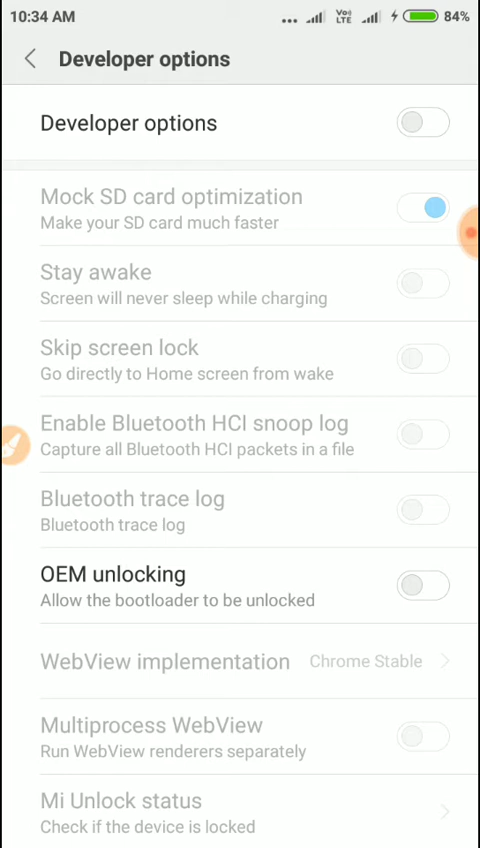 10:34 AM ... Vo)) LTE 84%
Developer options
Developer options
Mock SD card optimization
Make your SD card much faster
Stay awake
Screen will never sleep while charging
Skip screen lock
Go directly to Home screen from wake
Enable Bluetooth HCI snoop log
Capture all Bluetooth HCI packets in a file
Bluetooth trace log
Bluetooth trace log
OEM unlocking
Allow the bootloader to be unlocked
WebView implementation Chrome Stable
Multiprocess WebView
Run WebView renderers separately
Mi Unlock status
Check if the device is locked